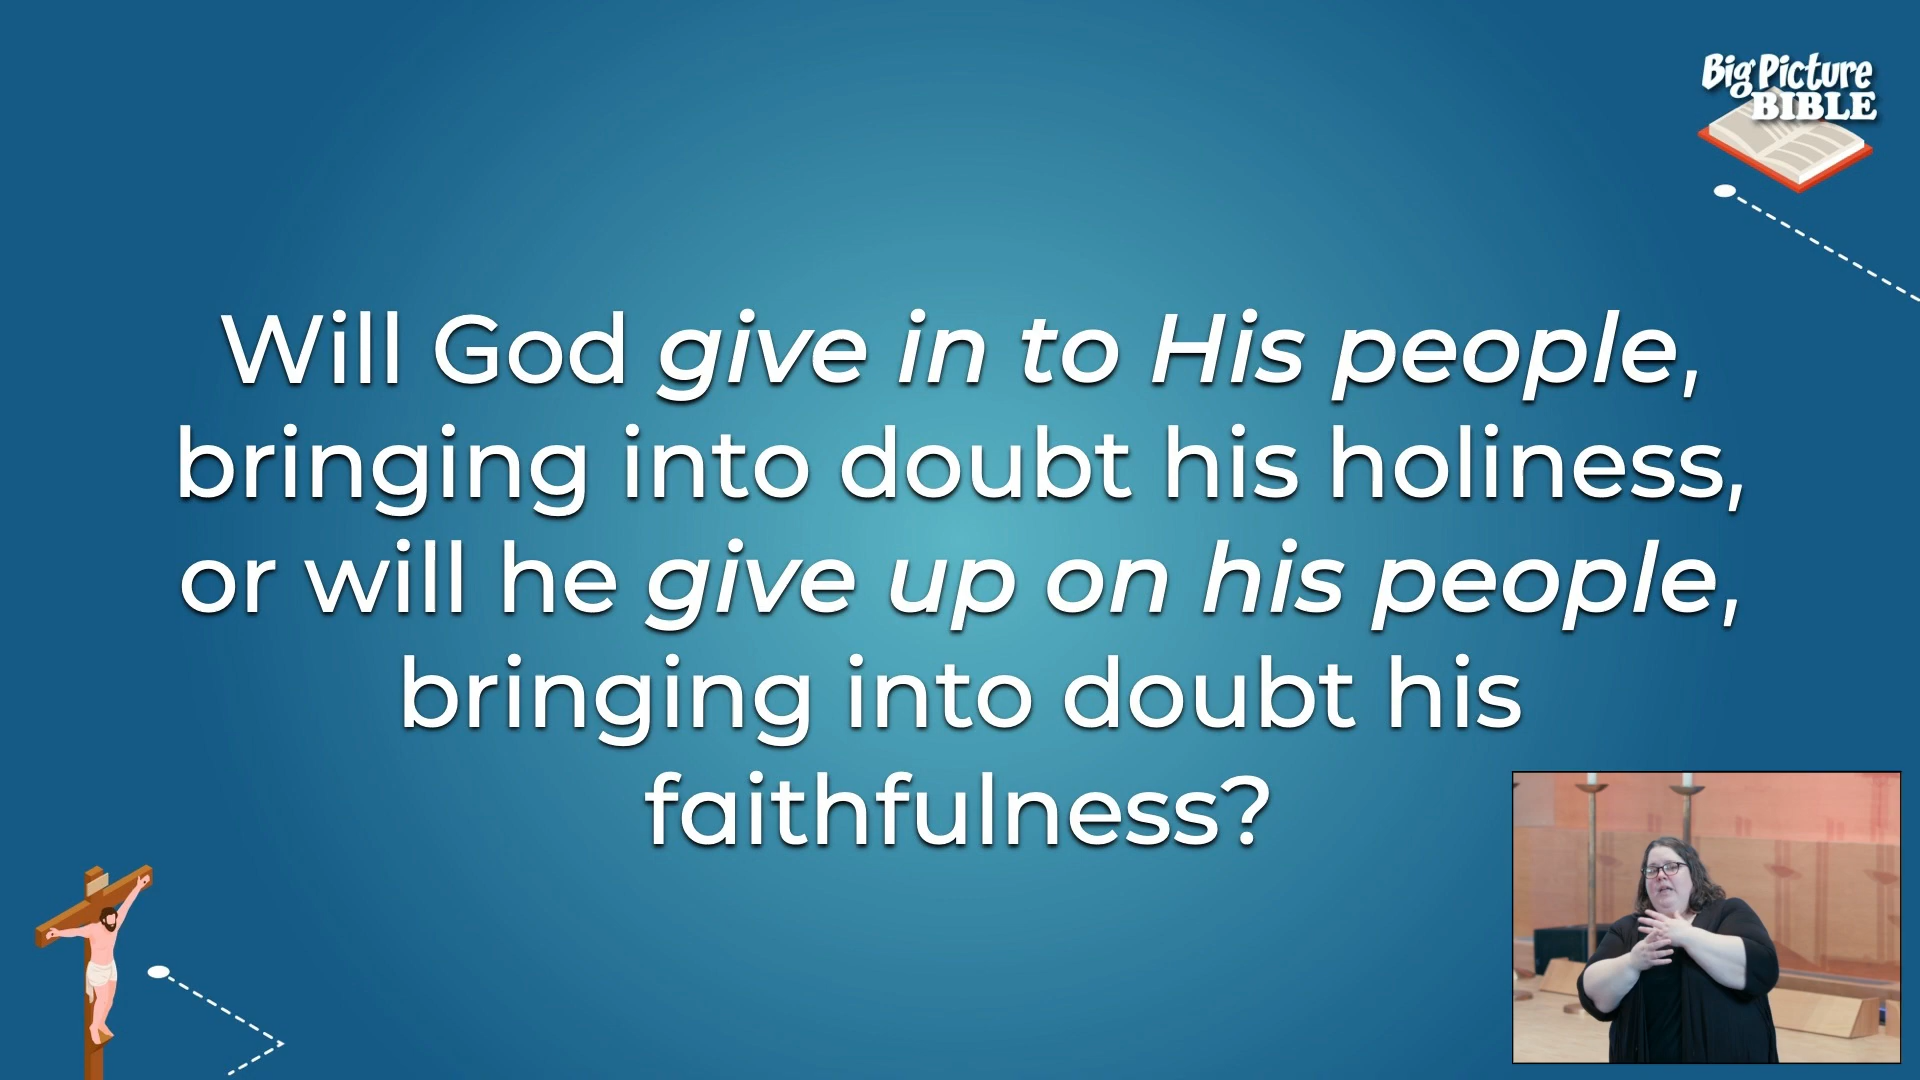 Big Picture
BIBLE
Will God give in to His people,
bringing into doubt his holiness,
or will he give up on his people,
bringing into doubt his
faithfulness?